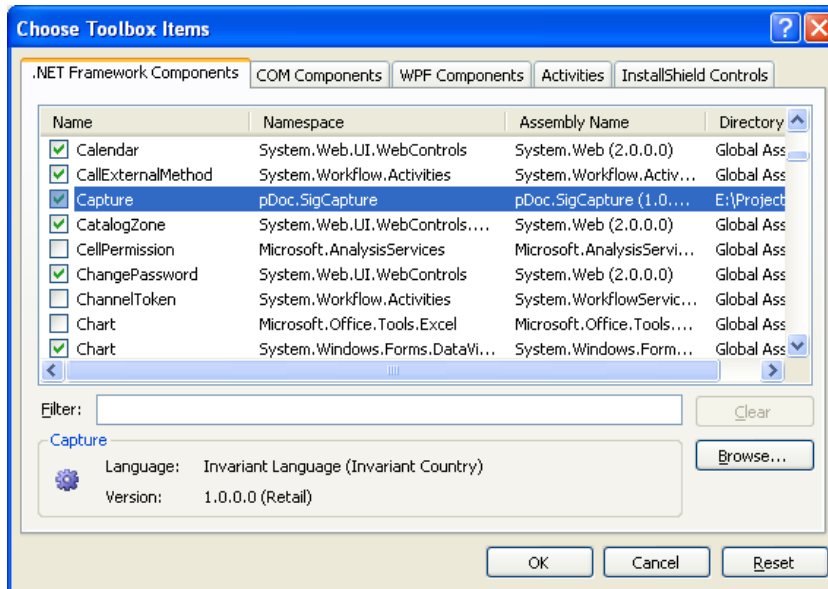 Choose Toolbox Items
.NET Framework Components COM Components WPF Components Activities InstallShield Controls
Name Namespace Assembly Name Directory
Calendar System.Web.UI.WebControls System.Web (2.0.0.0) Global Ass
CallExternalMethod System.Workflow.Activities System.Workflow.Activ... Global Ass
Capture pDoc.SigCapture pDoc.SigCapture (1.0.... E:\Project
CatalogZone System.Web.UI.WebControls.... System.Web (2.0.0.0) Global Ass
CellPermission Microsoft.AnalysisServices Microsoft.AnalysisServi... Global Ass
ChangePassword System.Web.UI.WebControls System.Web (2.0.0.0) Global Ass
ChannelToken System.Workflow.Activities System.WorkflowServic... Global Ass
Chart Microsoft.Office.Tools.Excel Microsoft.Office.Tools.... Global Ass
Chart System.Windows.Forms.DataVi... System.Windows.Form... Global Ass
Filter: Clear
Capture
Browse...
Language: Invariant Language (Invariant Country)
Version: 1.0.0.0 (Retail)
OK Cancel Reset